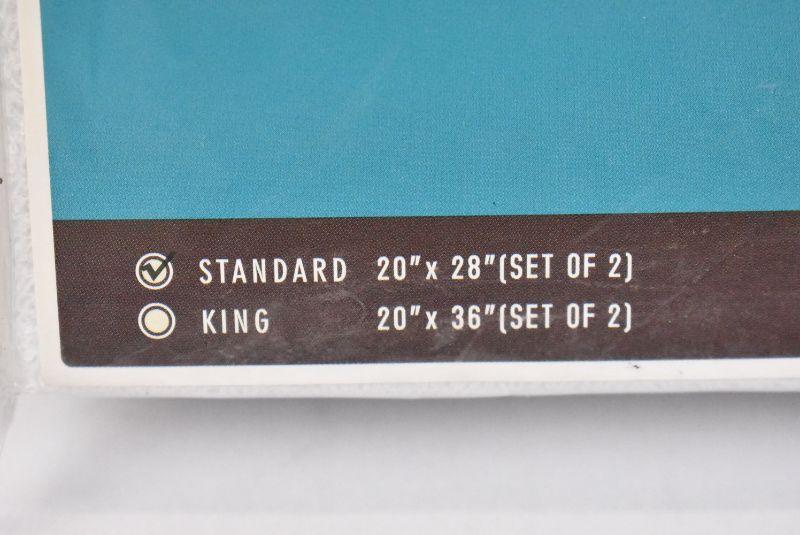 STANDARD 20"x 28"(SET OF 2)
KING 20"x 36"(SET OF 2)